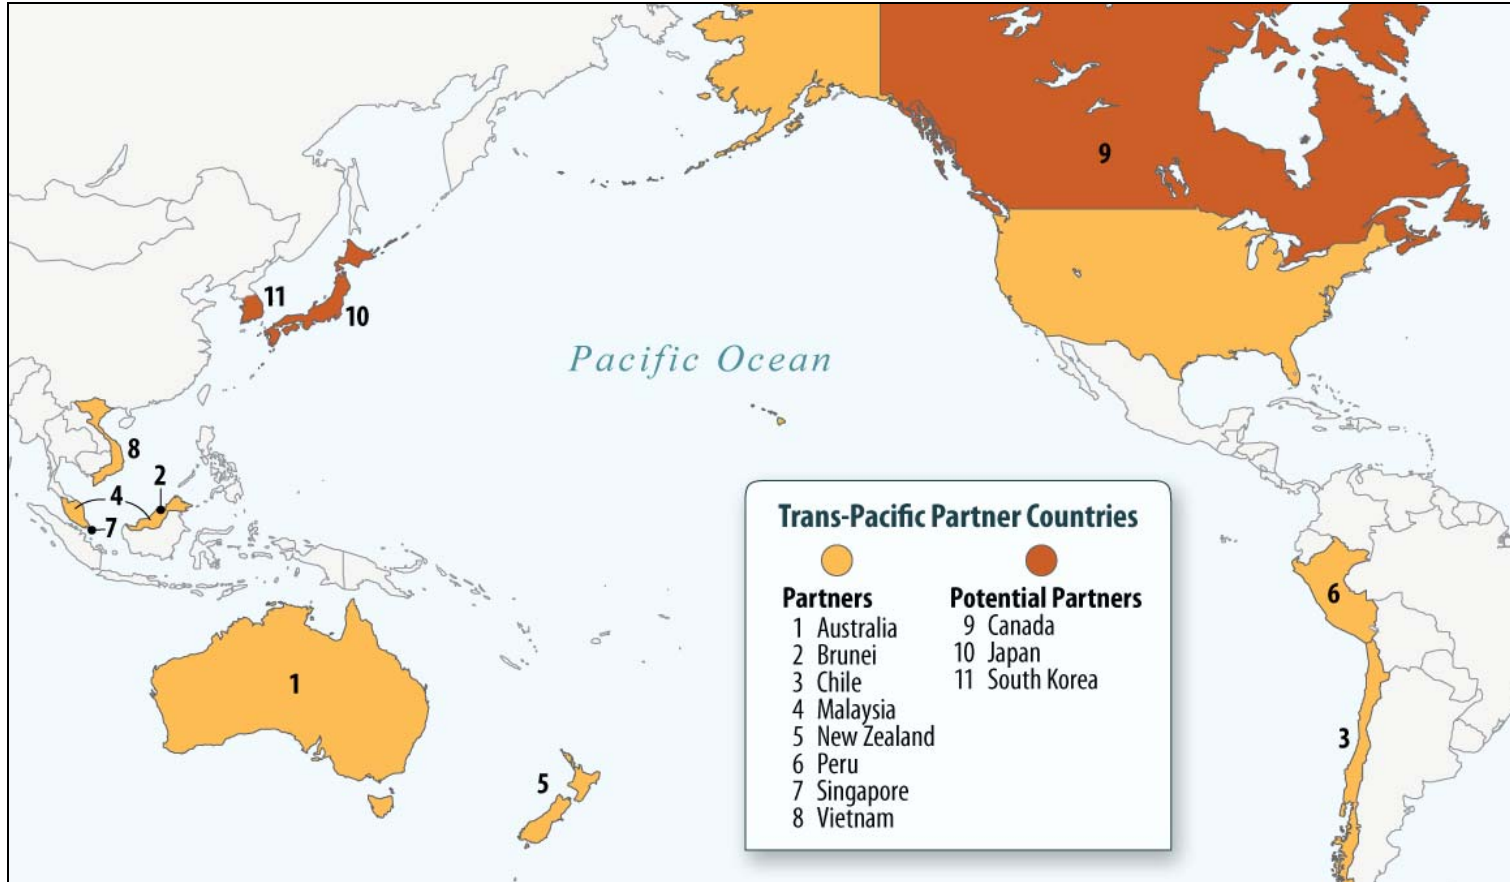 9
11
10
Pacific Ocean
8
2
4
7
1
5
6
3
Trans-Pacific Partner Countries
Partners
1 Australia
2 Brunei
3 Chile
4 Malaysia
5 New Zealand
6 Peru
7 Singapore
8 Vietnam
Potential Partners
9 Canada
10 Japan
11 South Korea